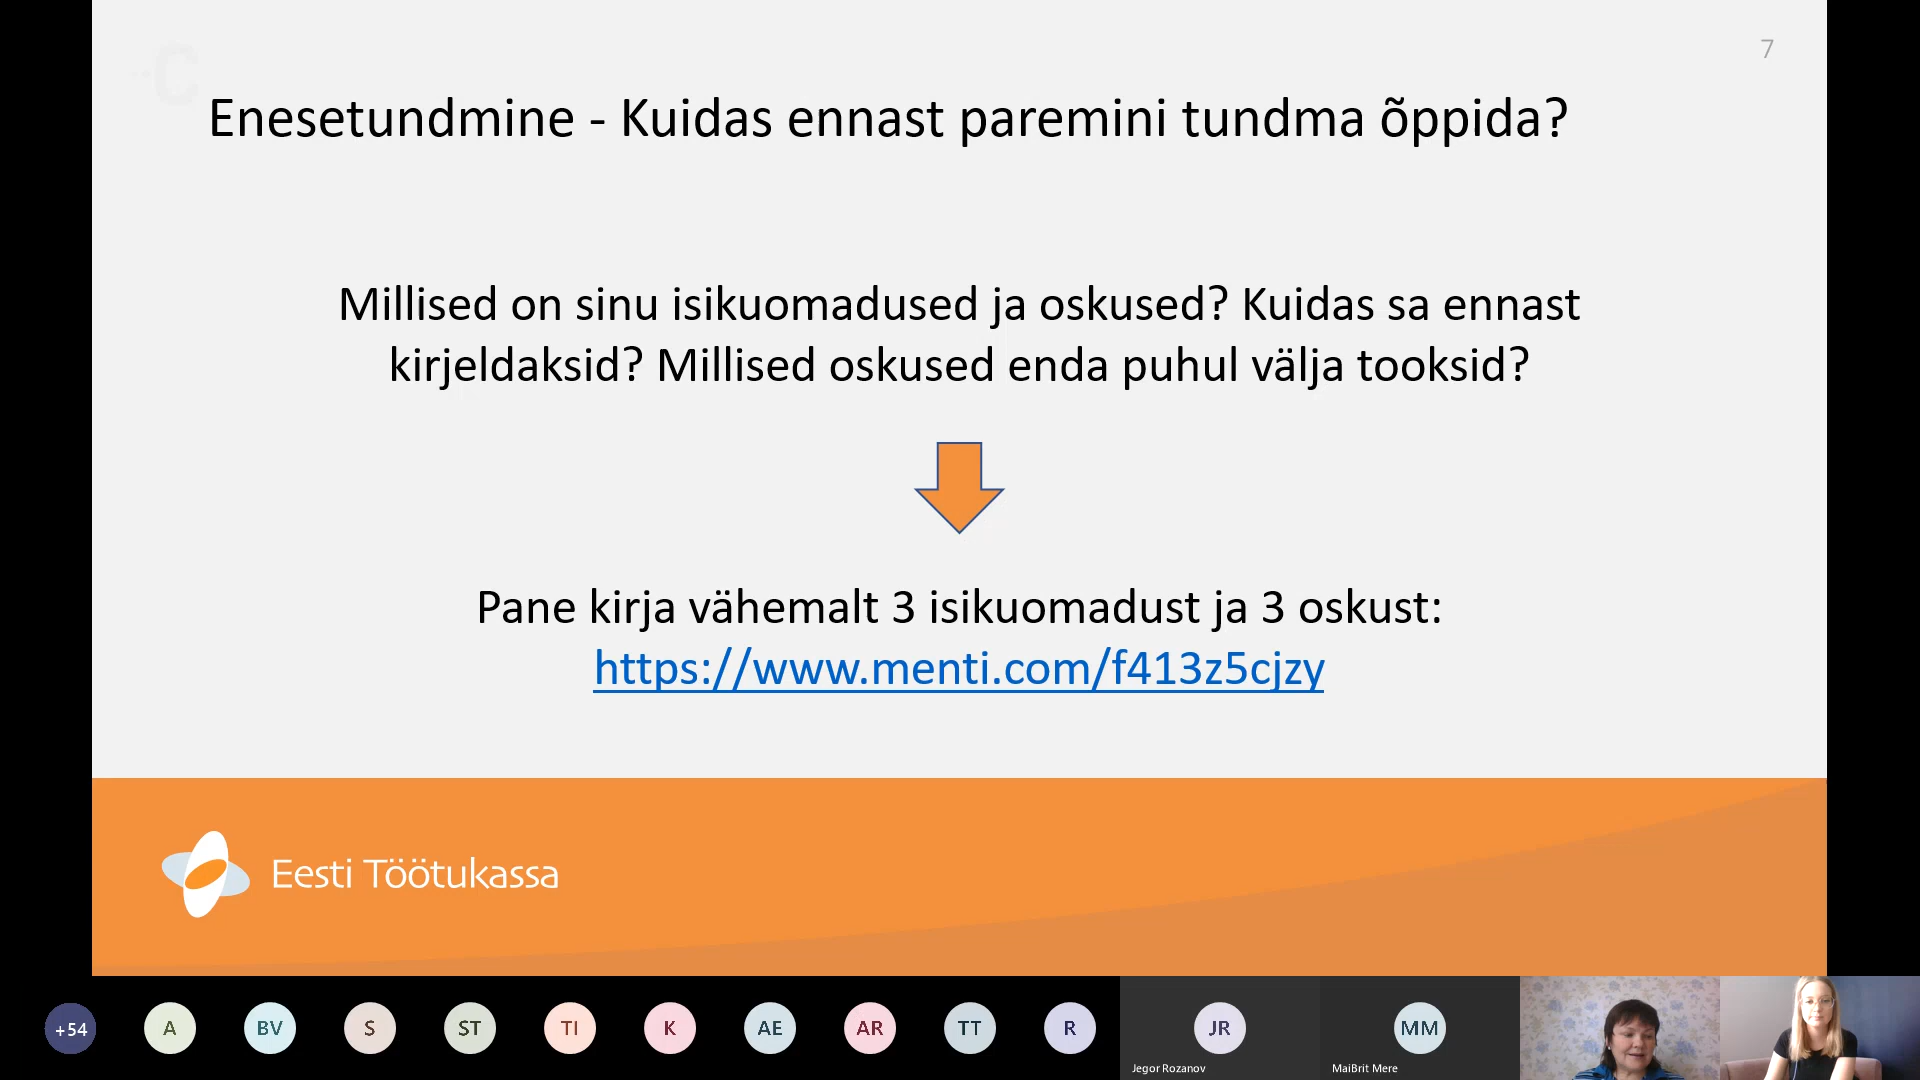 7
Enesetundmine - Kuidas ennast paremini tundma õppida?
Millised on sinu isikuomadused ja oskused? Kuidas sa ennast
kirjeldaksid? Millised oskused enda puhul välja tooksid?
Pane kirja vähemalt 3 isikuomadust ja 3 oskust:
https://www.menti.com/f413z5cjzy
Eesti Töötukassa
+54
A
BV
S
ST
TI
K
AE
AR
TT
R
JR
MM
Jegor Rozanov
MaiBrit Mere